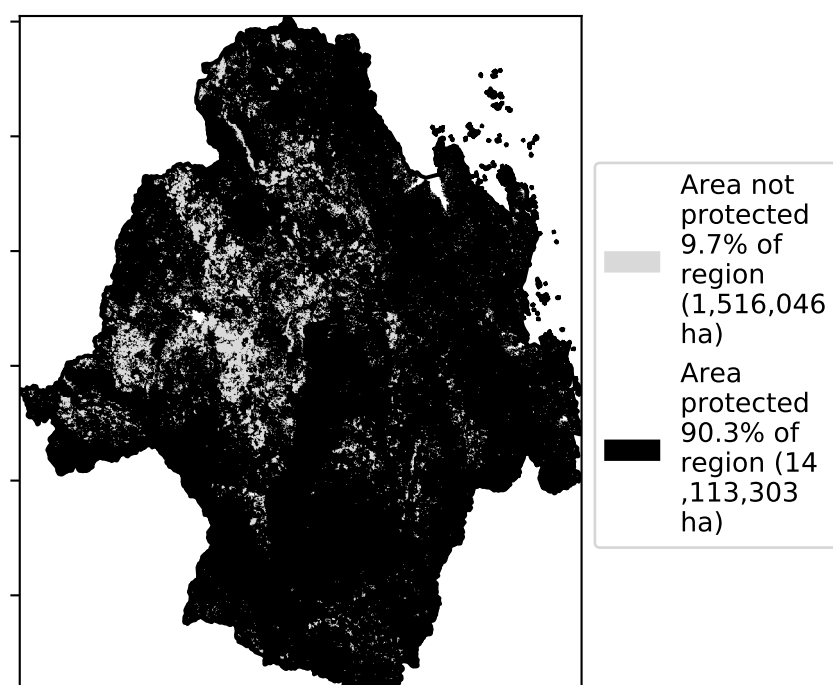 Area not
protected
9.7% of
region
(1,516,046
ha)
Area
protected
90.3% of
region (14
,113,303
ha)